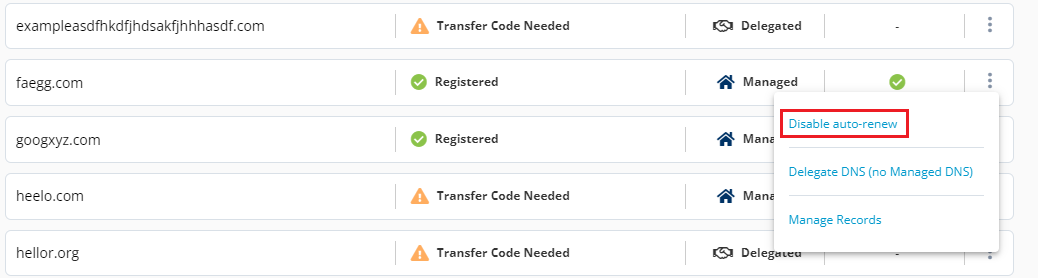 exampleasdfhkdfjhdsakfjhhhasdf.com Transfer Code Needed Delegated -
faegg.com Registered Managed
Disable auto-renew
googxyz.com Registered Mana
Delegate DNS (no Managed DNS)
heelo.com Transfer Code Needed Mana
Manage Records
hellor.org Transfer Code Needed Delegated -